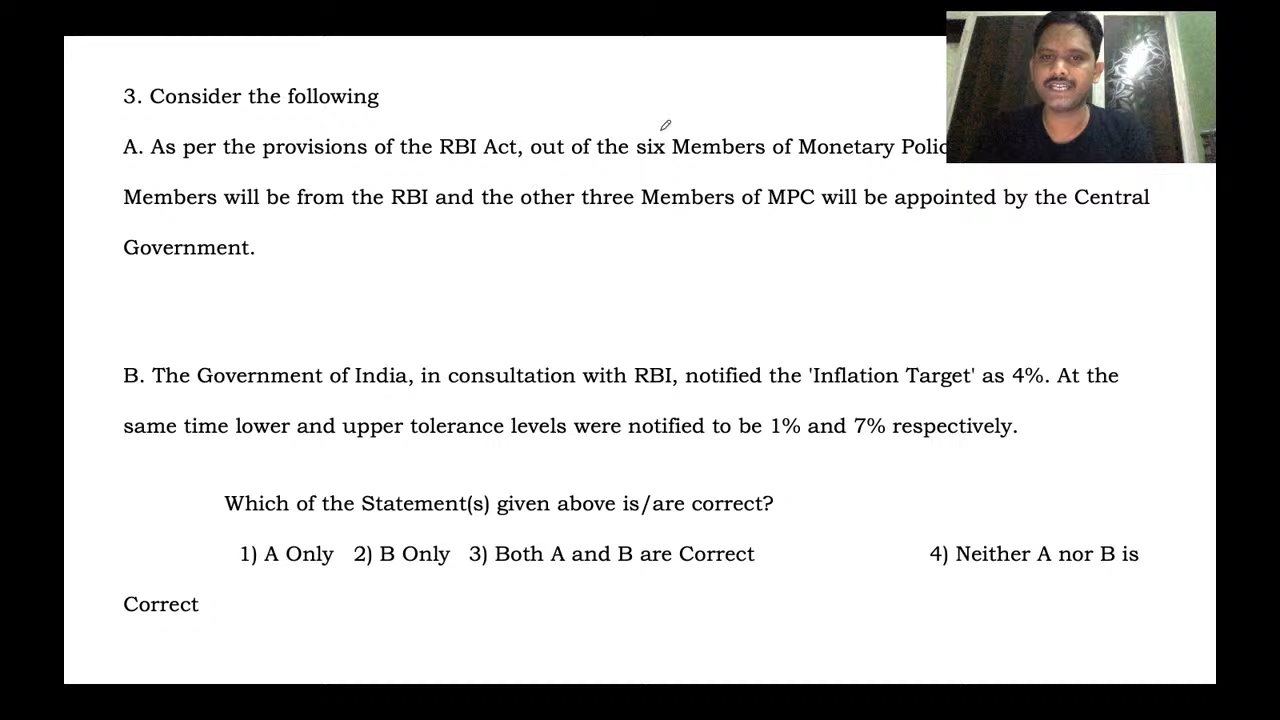 3. Consider the following
A. As per the provisions of the RBI Act, out of the six Members of Monetary
Members will be from the RBI and the other three Members of MPC will be appointed by the Central
Government.
B. The Government of India, in consultation with RBI, notified the 'Inflation Target' as 4%. At the
same time lower and upper tolerance levels were notified to be 1% and 7% respectively.
Which of the Statement(s) given above is/are correct?
1) A Only 2) B Only 3) Both A and B are Correct 4) Neither A nor B is
Correct